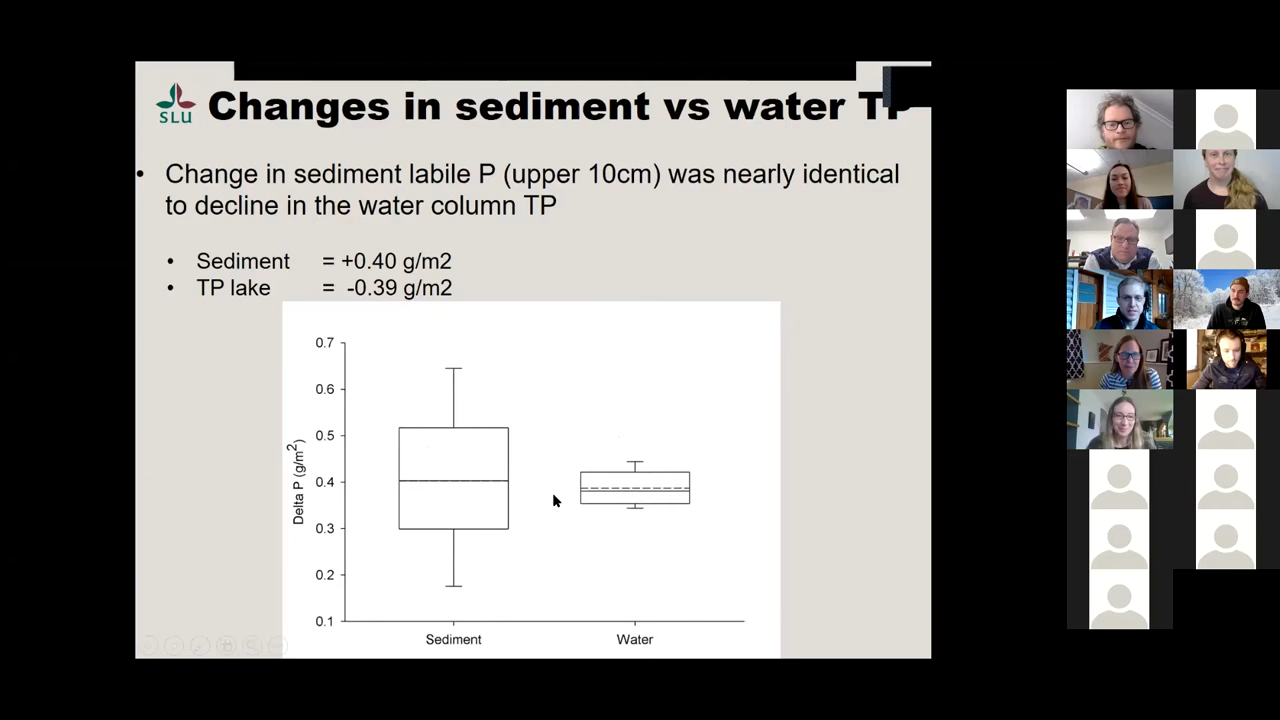 SLU
Changes in sediment vs water TP
• Change in sediment labile P (upper 10cm) was nearly identical
to decline in the water column TP
• Sediment = +0.40 g/m2
• TP lake = -0.39 g/m2
0.7
0.6
0.5
0.4
0.3
0.2
0.1
Delta P (g/m²)
Sediment Water